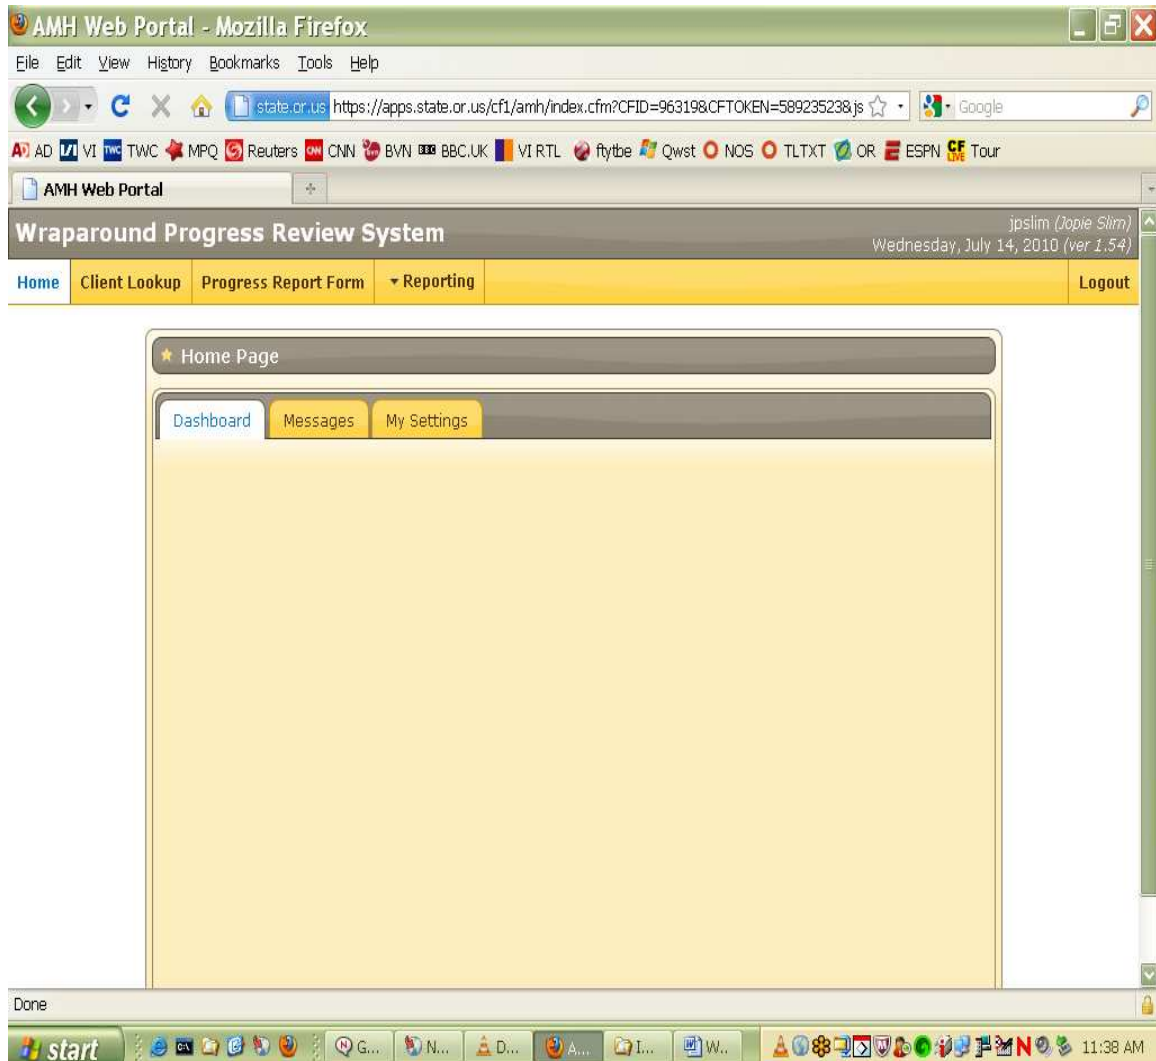 AMH Web Portal - Mozilla Firefox
File Edit View History Bookmarks Tools Help
state.or.us https://apps.state.or.us/cf1/amh/index.cfm?CFID=96319&CFTOKEN=58923523&js Google
AD VI TWC MPQ Reuters CNN BVN BBC.UK VI RTL ftytbe Qwst NOS TLTXT OR ESPN Tour
AMH Web Portal
Wraparound Progress Review System
jpslim (Jopie Slim)
Wednesday, July 14, 2010 (ver 1.54)
Home Client Lookup Progress Report Form Reporting Logout
Home Page
Dashboard Messages My Settings
Done
start G... N... D... A... I... W.. 11:38 AM